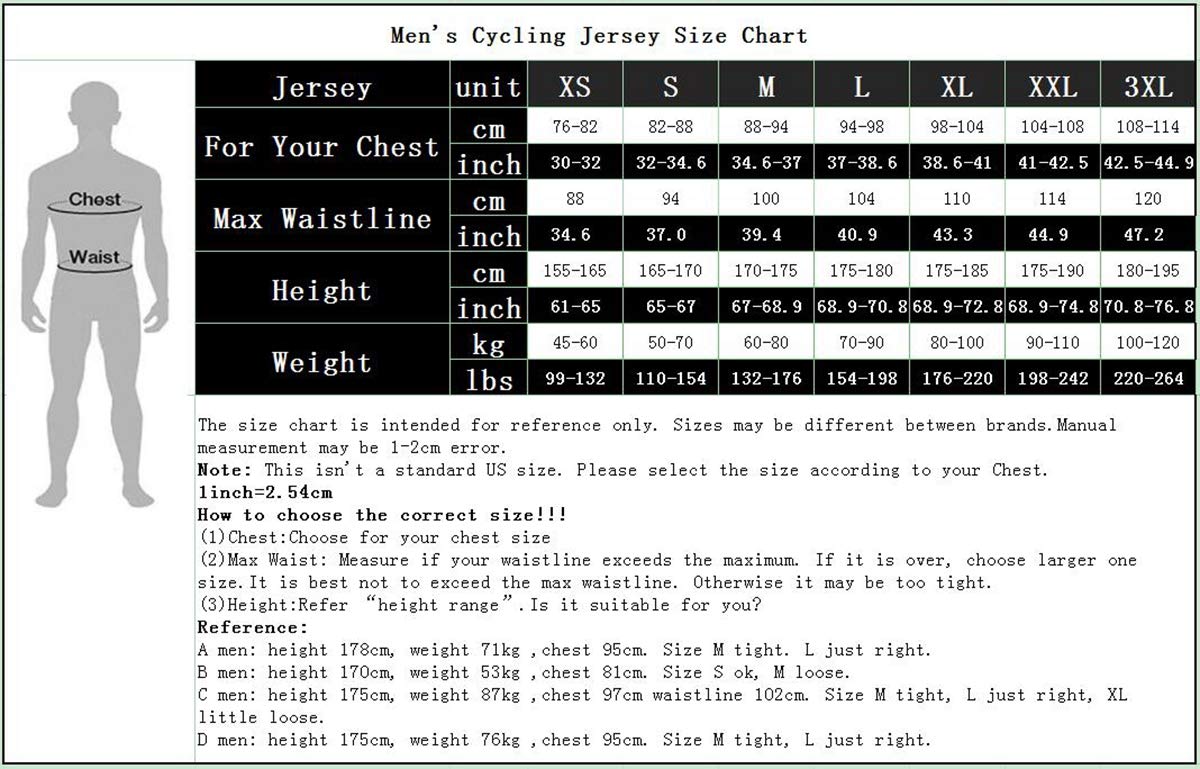 Men's Cycling Jersey Size Chart
Jersey unit XS S M L XL XXL 3XL
For Your Chest cm 76-82 82-88 88-94 94-98 98-104 104-108 108-114
inch 30-32 32-34.6 34.6-37 37-38.6 38.6-41 41-42.5 42.5-44.9
Max Waistline cm 88 94 100 104 110 114 120
inch 34.6 37.0 39.4 40.9 43.3 44.9 47.2
Height cm 155-165 165-170 170-175 175-180 175-185 175-190 180-195
inch 61-65 65-67 67-68.9 68.9-70.8 68.9-72.8 68.9-74.8 70.8-76.8
Weight kg 45-60 50-70 60-80 70-90 80-100 90-110 100-120
lbs 99-132 110-154 132-176 154-198 176-220 198-242 220-264
Chest
Waist
The size chart is intended for reference only. Sizes may be different between brands.Manual
measurement may be 1-2cm error.
Note: This isn't a standard US size. Please select the size according to your Chest.
1inch=2.54cm
How to choose the correct size!!!
(1)Chest:Choose for your chest size
(2)Max Waist: Measure if your waistline exceeds the maximum. If it is over, choose larger one
size.It is best not to exceed the max waistline. Otherwise it may be too tight.
(3)Height:Refer “height range”.Is it suitable for you?
Reference:
A men: height 178cm, weight 71kg ,chest 95cm. Size M tight. L just right.
B men: height 170cm, weight 53kg ,chest 81cm. Size S ok, M loose.
C men: height 175cm, weight 87kg ,chest 97cm waistline 102cm. Size M tight, L just right, XL
little loose.
D men: height 175cm, weight 76kg ,chest 95cm. Size M tight, L just right.